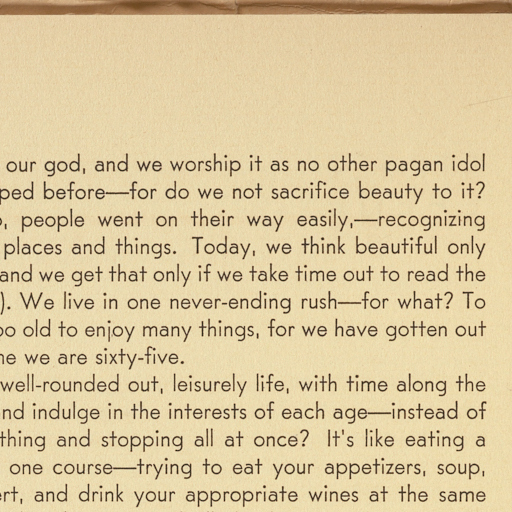 our god, and we worship it as no other pagan idol
before—for do we not sacrifice beauty to it?
people went on their way easily,—recognizing
places and things. Today, we think beautiful only
and we get that only if we take time out to read the
). We live in one never-ending rush—for what? To
old to enjoy many things, for we have gotten out
we are sixty-five.
well-rounded out, leisurely life, with time along the
indulge in the interests of each age—instead of
thing and stopping all at once? It's like eating a
one course—trying to eat your appetizers, soup,
and drink your appropriate wines at the same